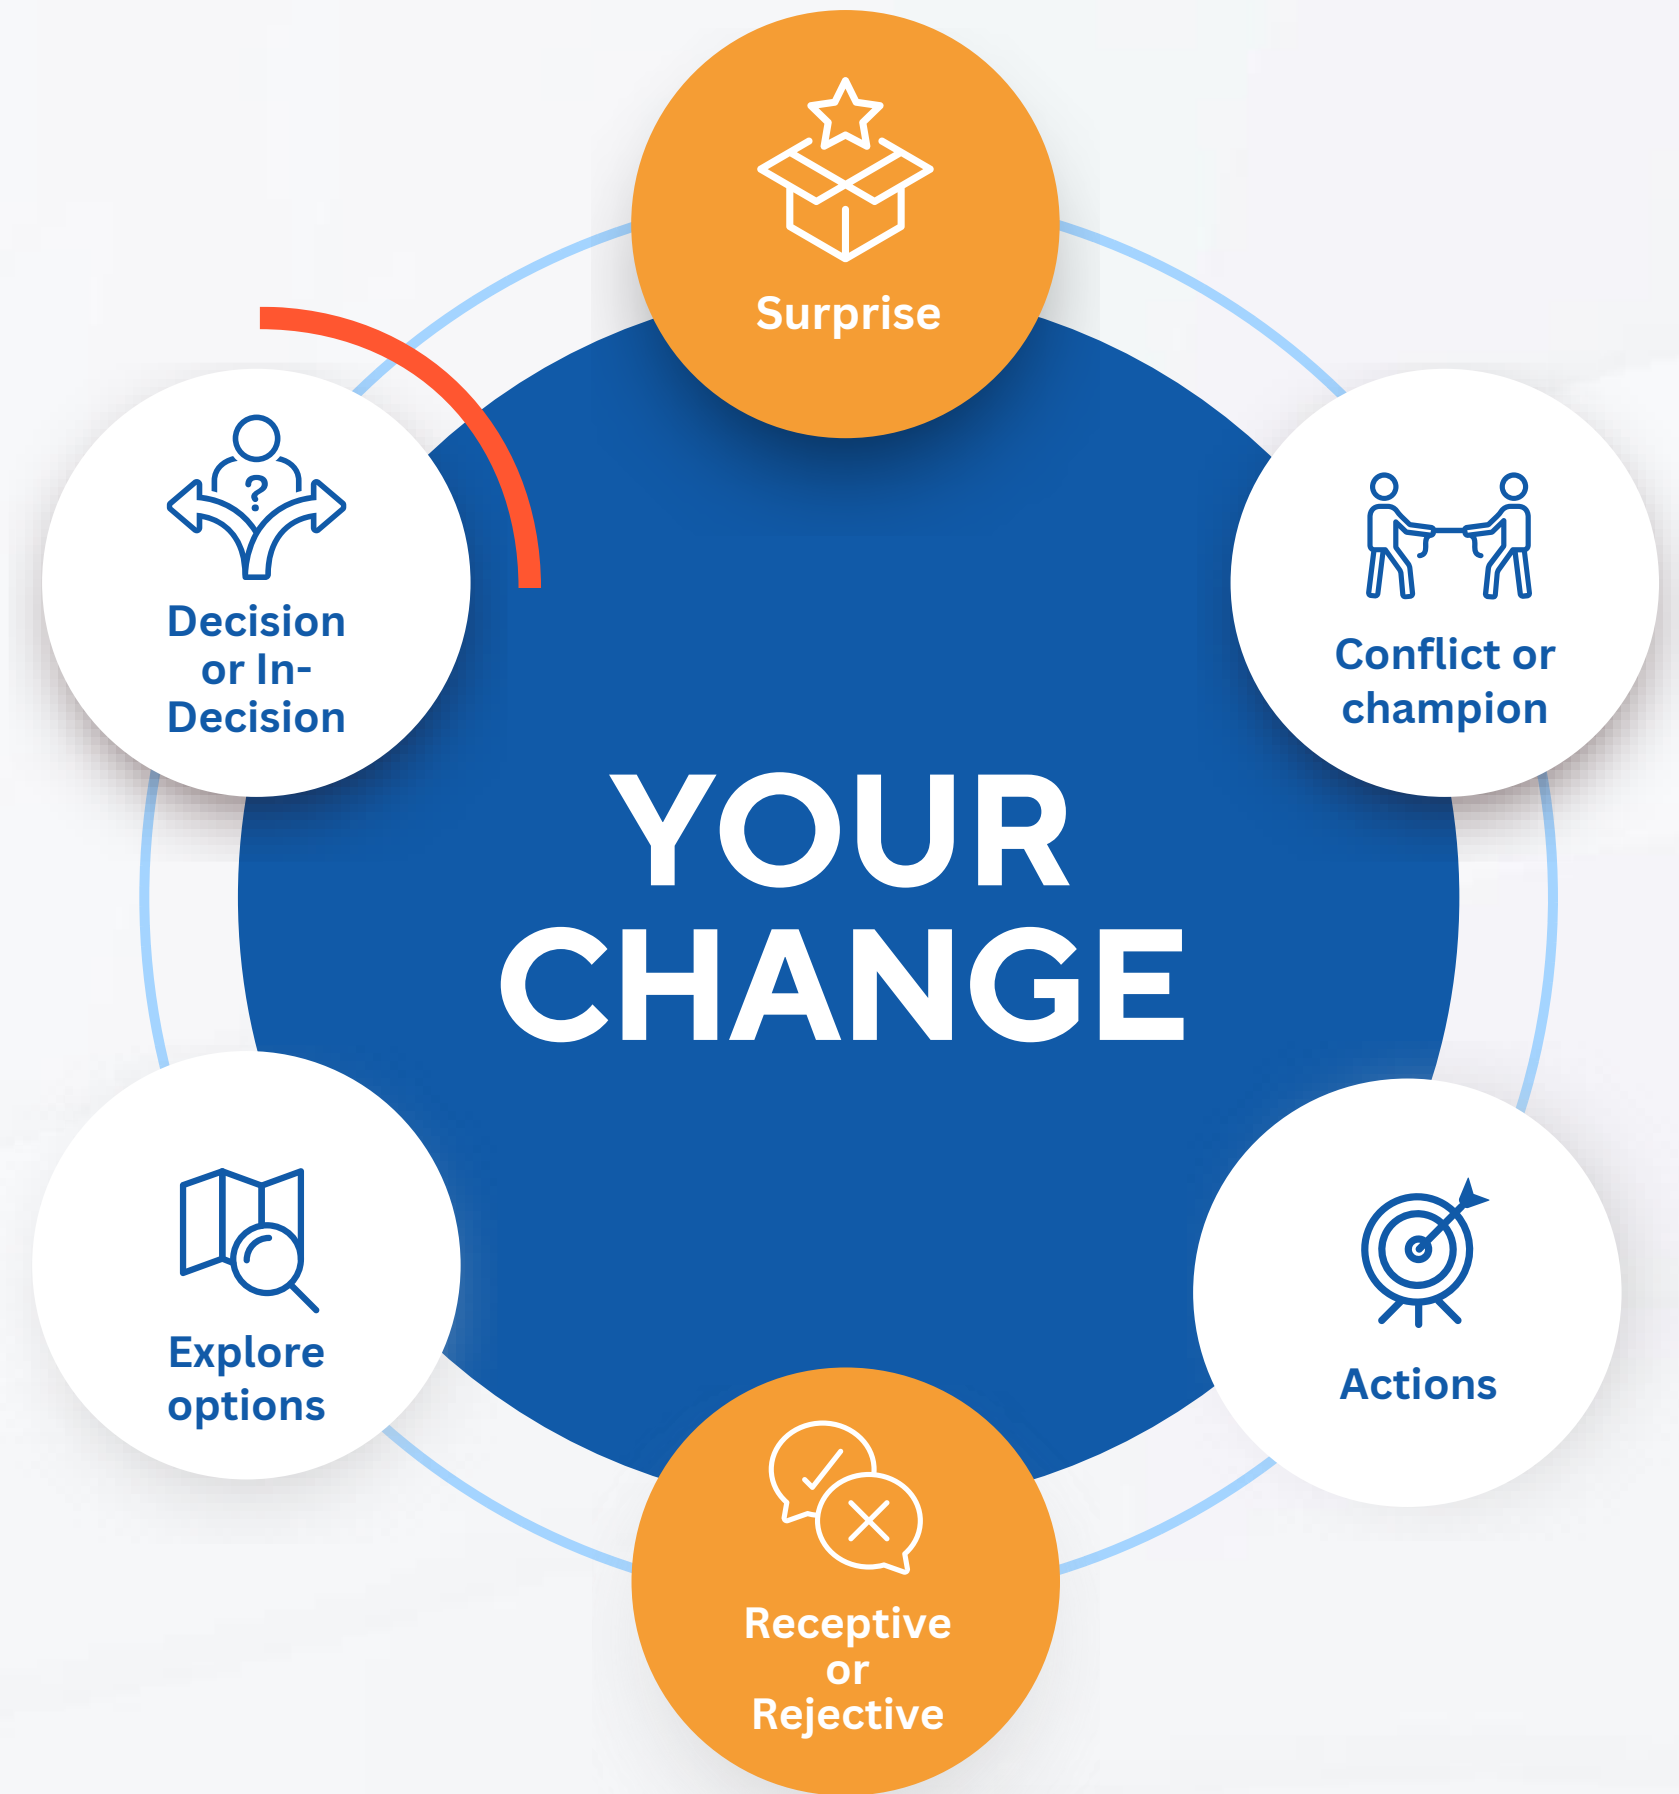 Surprise
Decision
or In-
Decision
?
Conflict or
champion
YOUR
CHANGE
Explore
options
Actions
Receptive
or
Rejective